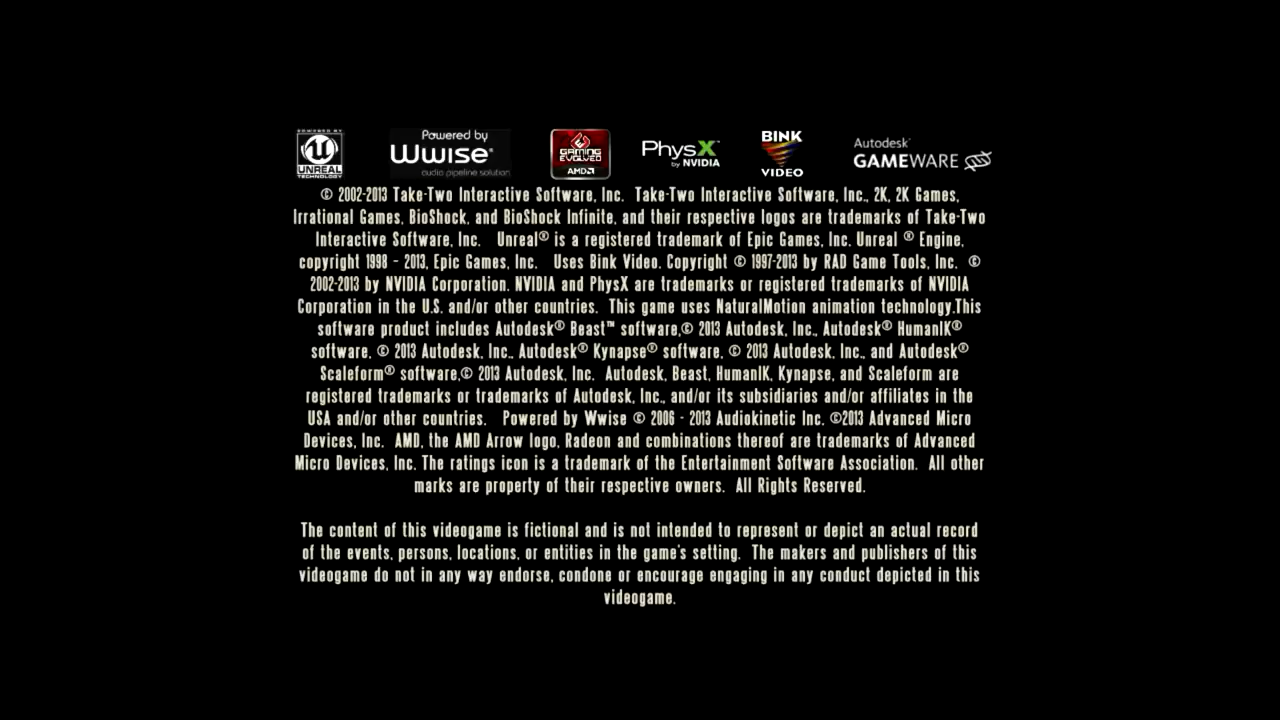 POWERED BY
UNREAL
TECHNOLOGY
Powered by
Wwise®
audio pipeline solution
GAMING
EVOLVED
AMD
PhysX
by NVIDIA
BINK
VIDEO
Autodesk®
GAMEWARE
© 2002-2013 Take-Two Interactive Software, Inc.  Take-Two Interactive Software, Inc., 2K, 2K Games,
Irrational Games, BioShock, and BioShock Infinite, and their respective logos are trademarks of Take-Two
Interactive Software, Inc.   Unreal® is a registered trademark of Epic Games, Inc. Unreal ® Engine,
copyright 1998 – 2013, Epic Games, Inc.   Uses Bink Video. Copyright © 1997-2013 by RAD Game Tools, Inc.  ©
2002-2013 by NVIDIA Corporation. NVIDIA and PhysX are trademarks or registered trademarks of NVIDIA
Corporation in the U.S. and/or other countries.  This game uses NaturalMotion animation technology.This
software product includes Autodesk® Beast™ software,© 2013 Autodesk, Inc., Autodesk® HumanIK®
software, © 2013 Autodesk, Inc., Autodesk® Kynapse® software, © 2013 Autodesk, Inc., and Autodesk®
Scaleform® software,© 2013 Autodesk, Inc.  Autodesk, Beast, HumanIK, Kynapse, and Scaleform are
registered trademarks or trademarks of Autodesk, Inc., and/or its subsidiaries and/or affiliates in the
USA and/or other countries.   Powered by Wwise © 2006 - 2013 Audiokinetic Inc. ©2013 Advanced Micro
Devices, Inc.  AMD, the AMD Arrow logo, Radeon and combinations thereof are trademarks of Advanced
Micro Devices, Inc. The ratings icon is a trademark of the Entertainment Software Association.  All other
marks are property of their respective owners.  All Rights Reserved.
The content of this videogame is fictional and is not intended to represent or depict an actual record
of the events, persons, locations, or entities in the game's setting.  The makers and publishers of this
videogame do not in any way endorse, condone or encourage engaging in any conduct depicted in this
videogame.